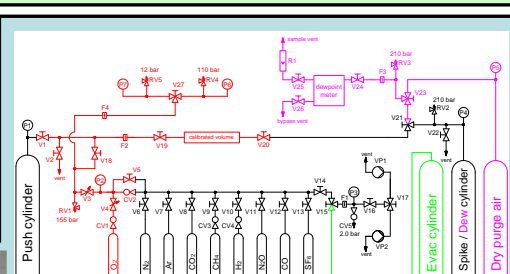 sample vent
R1
12 bar
RV5
110 bar
RV4
210 bar
RV3
F3
P7
V27
P6
P5
V25
V26
dewpoint
meter
V24
V23
bypass vent
F4
210 bar
RV2
P4
V21
V22
vent
P1
V1
V2
vent
F2
V18
V19
calibrated volume
V20
P2
V3
V4
V5
CV2
RV1
155 bar
CV1
V6
V7
V8
V9
CV3
V10
CV4
V11
V12
V13
V14
V15
F1
P3
CV5
2.0 bar
V16
V17
vent
VP1
VP2
Push cylinder
O2
N2
Ar
CO2
CH4
H2
N2O
CO
SF6
Evac cylinder
Spike / Dew cylinder
Dry purge air